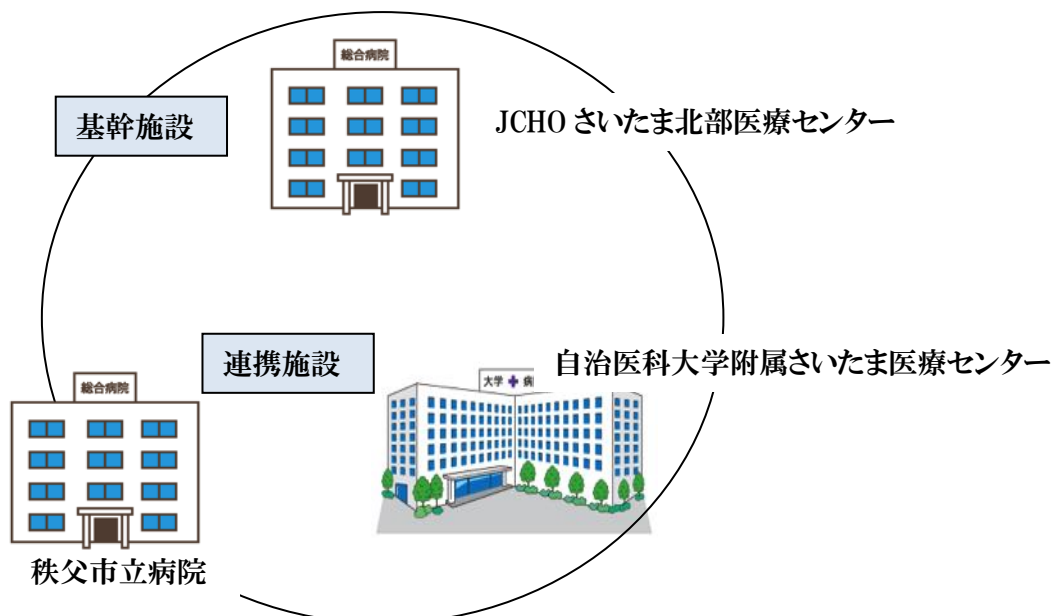 総合病院
基幹施設
JCHO さいたま北部医療センター
連携施設
自治医科大学附属さいたま医療センター
総合病院
大学
秩父市立病院